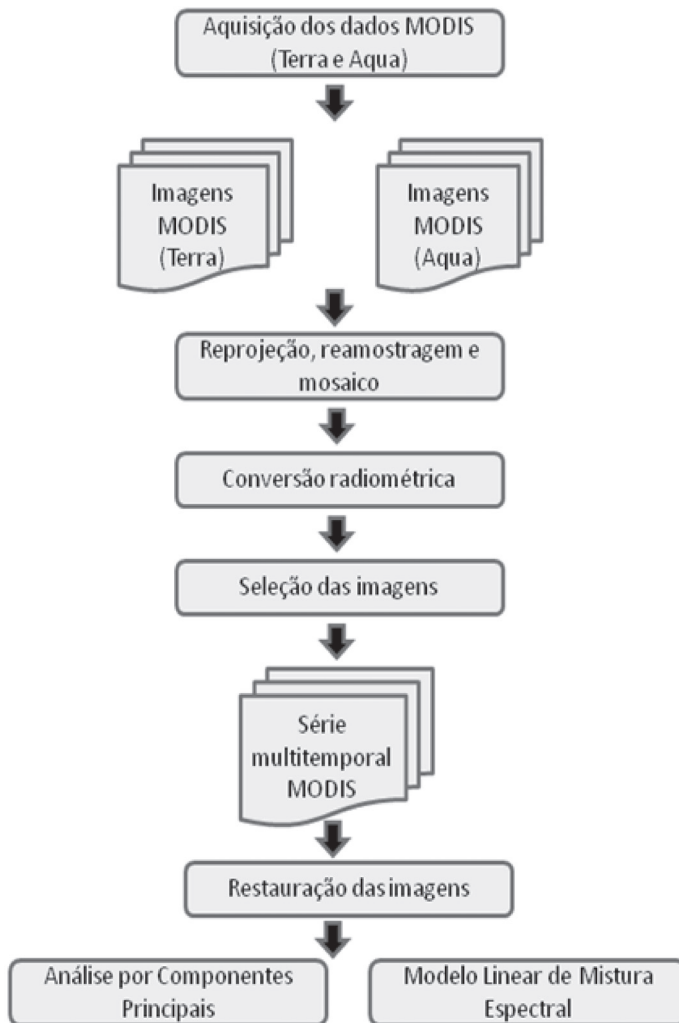 Aquisição dos dados MODIS
(Terra e Aqua)
Imagens
MODIS
(Terra)
Imagens
MODIS
(Aqua)
Reprojeção, reamostragem e
mosaico
Conversão radiométrica
Seleção das imagens
Série
multitemporal
MODIS
Restauração das imagens
Análise por Componentes
Principais
Modelo Linear de Mistura
Espectral